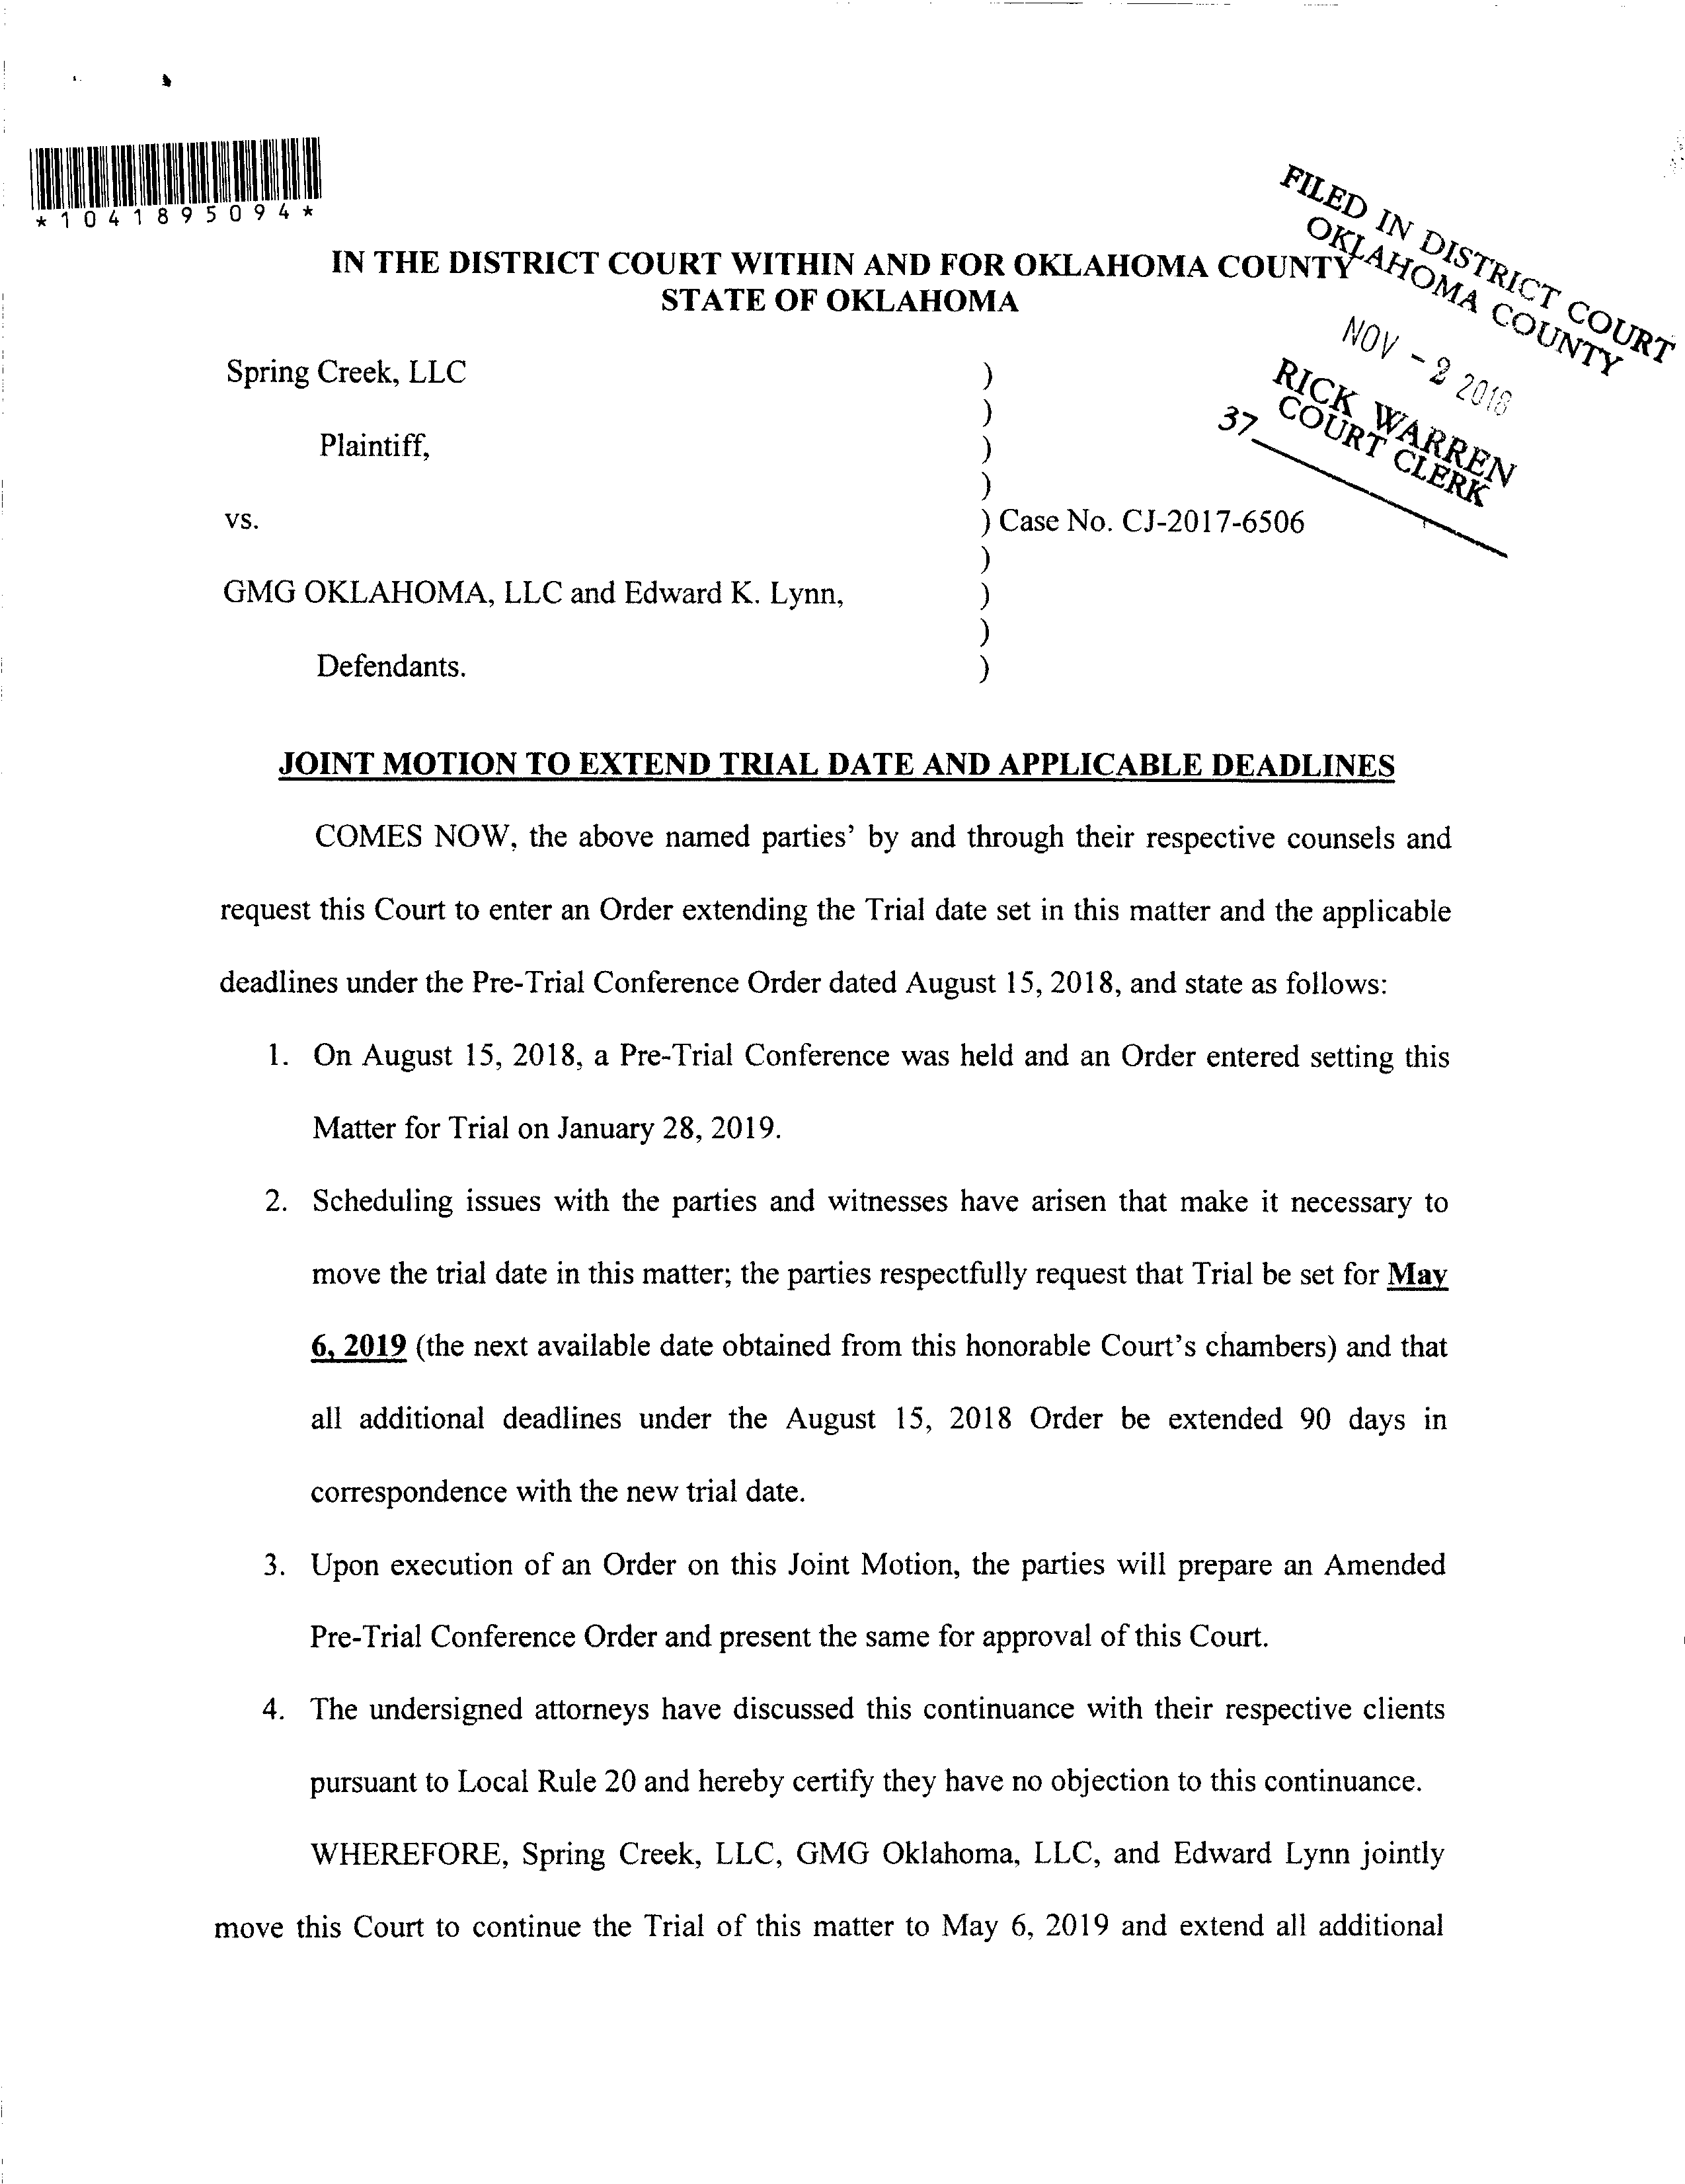 *1041895094*
FILED IN DISTRICT COURT
OKLAHOMA COUNTY
NOV - 2 2018
RICK WARREN
COURT CLERK
37
IN THE DISTRICT COURT WITHIN AND FOR OKLAHOMA COUNTY
STATE OF OKLAHOMA
Spring Creek, LLC )
)
Plaintiff, )
)
vs. ) Case No. CJ-2017-6506
)
GMG OKLAHOMA, LLC and Edward K. Lynn, )
)
Defendants. )
JOINT MOTION TO EXTEND TRIAL DATE AND APPLICABLE DEADLINES
COMES NOW, the above named parties' by and through their respective counsels and
request this Court to enter an Order extending the Trial date set in this matter and the applicable
deadlines under the Pre-Trial Conference Order dated August 15, 2018, and state as follows:
1. On August 15, 2018, a Pre-Trial Conference was held and an Order entered setting this
Matter for Trial on January 28, 2019.
2. Scheduling issues with the parties and witnesses have arisen that make it necessary to
move the trial date in this matter; the parties respectfully request that Trial be set for May
6, 2019 (the next available date obtained from this honorable Court's chambers) and that
all additional deadlines under the August 15, 2018 Order be extended 90 days in
correspondence with the new trial date.
3. Upon execution of an Order on this Joint Motion, the parties will prepare an Amended
Pre-Trial Conference Order and present the same for approval of this Court.
4. The undersigned attorneys have discussed this continuance with their respective clients
pursuant to Local Rule 20 and hereby certify they have no objection to this continuance.
WHEREFORE, Spring Creek, LLC, GMG Oklahoma, LLC, and Edward Lynn jointly
move this Court to continue the Trial of this matter to May 6, 2019 and extend all additional